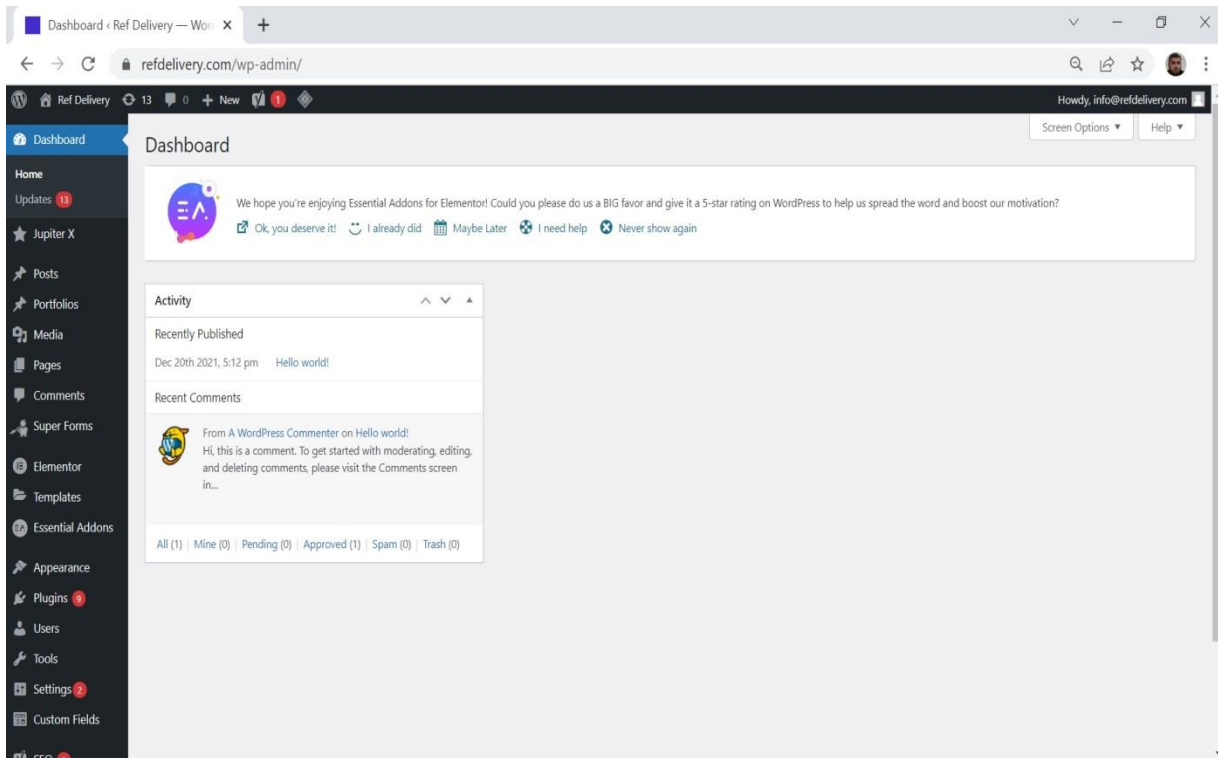 Dashboard ‹ Ref Delivery — Wor
refdelivery.com/wp-admin/
Ref Delivery 13 0 + New 1
Howdy, info@refdelivery.com
Screen Options ▼ Help ▼
Dashboard
Home
Updates 13
Jupiter X
Posts
Portfolios
Media
Pages
Comments
Super Forms
Elementor
Templates
Essential Addons
Appearance
Plugins 9
Users
Tools
Settings 2
Custom Fields
SEO
Dashboard
We hope you're enjoying Essential Addons for Elementor! Could you please do us a BIG favor and give it a 5-star rating on WordPress to help us spread the word and boost our motivation?
Ok, you deserve it! I already did Maybe Later I need help Never show again
Activity
Recently Published
Dec 20th 2021, 5:12 pm Hello world!
Recent Comments
From A WordPress Commenter on Hello world!
Hi, this is a comment. To get started with moderating, editing,
and deleting comments, please visit the Comments screen
in...
All (1) | Mine (0) | Pending (0) | Approved (1) | Spam (0) | Trash (0)